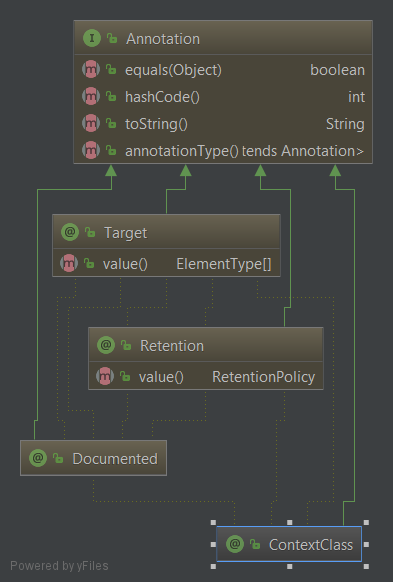 Annotation
equals(Object) boolean
hashCode() int
toString() String
annotationType() tends Annotation>
Target
value() ElementType[]
Retention
value() RetentionPolicy
Documented
ContextClass
Powered by yFiles